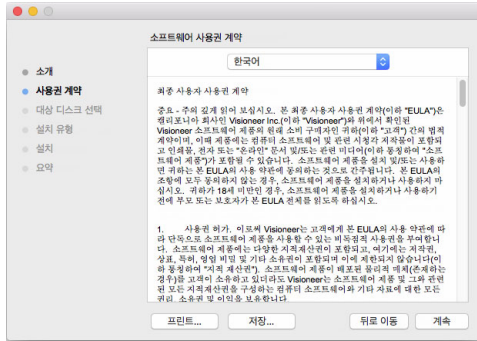 소프트웨어 사용권 계약
한국어
소개
사용권 계약
대상 디스크 선택
설치 유형
설치
요약
최종 사용자 사용권 계약
중요 - 주의 깊게 읽어 보십시오. 본 최종 사용자 사용권 계약(이하 "EULA")은
캘리포니아 기반 Visioneer Inc.(이하 "Visioneer")와 위에서 확인된
Visioneer 소프트웨어 제품의 원래 소비 구매자인 귀하(이하 "고객") 간의 법적
계약이며, 이때 제품에는 컴퓨터 소프트웨어 및 관련 시청각 저작물이 포함되
고 인쇄물, 전자 또는 "온라인" 문서 및/또는 관련 미디어(이하 통칭하여 "소프
트웨어 제품")가 포함될 수 있습니다. 소프트웨어 제품을 설치 및/또는 사용하
면 귀하는 본 EULA의 사용 약관에 동의하는 것으로 간주됩니다. 본 EULA의
조항에 모두 동의하지 않는 경우, 소프트웨어 제품을 설치하거나 사용하지 마
십시오. 귀하가 18세 미만인 경우, 소프트웨어 제품을 설치하거나 사용하기
전에 부모 또는 보호자가 본 EULA 전체를 읽도록 하십시오.
1. 사용권 허가. 이로써 Visioneer는 고객에게 본 EULA의 사용 약관에 따
라 단독으로 소프트웨어 제품을 사용할 수 있는 비독점적 사용권을 부여합니
다. 소프트웨어 제품에는 다양한 지적재산권이 포함되고, 여기에는 저작권,
상표, 특허, 영업 비밀 및 기타 소유권이 포함되며 이에 제한되지 않습니다(이
하 통칭하여 "지적 재산권"). 소프트웨어 제품이 배포된 물리적 매체(존재하는
경우)를 고객이 소유하고 있더라도 Visioneer는 소프트웨어 제품 및 그와 관련
된 모든 지적재산권을 구성하는 컴퓨터 소프트웨어와 기타 자료에 대한 모든
권리, 소유권 및 이익을 보유합니다.
프린트... 저장... 뒤로 이동 계속